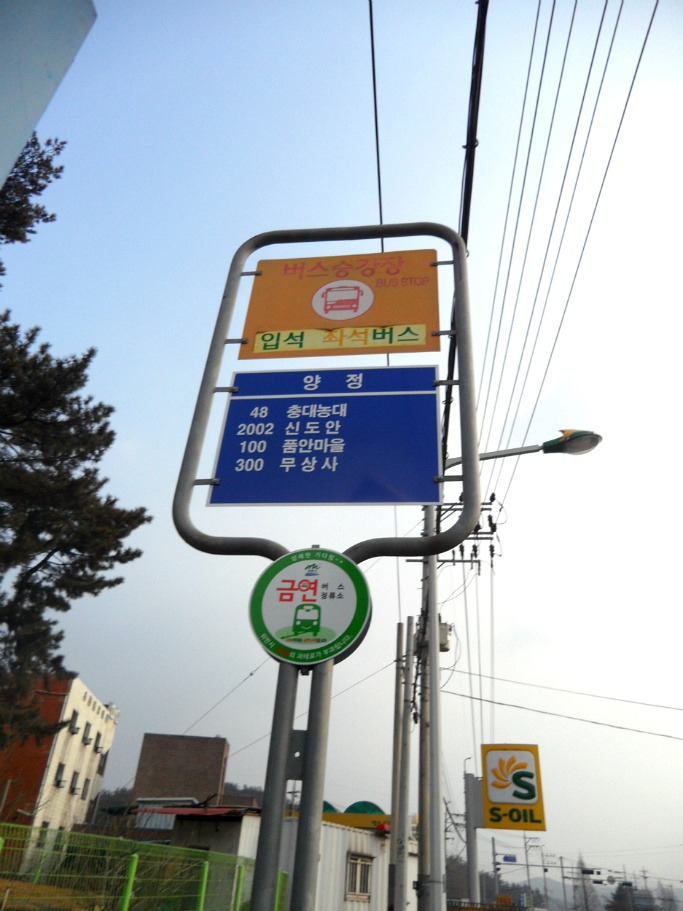 버스승강장
BUS STOP
입석 좌석버스
양 정
48 충대농대
2002 신도안
100 품안마을
300 무상사
금연 버스
정류소
S-OIL